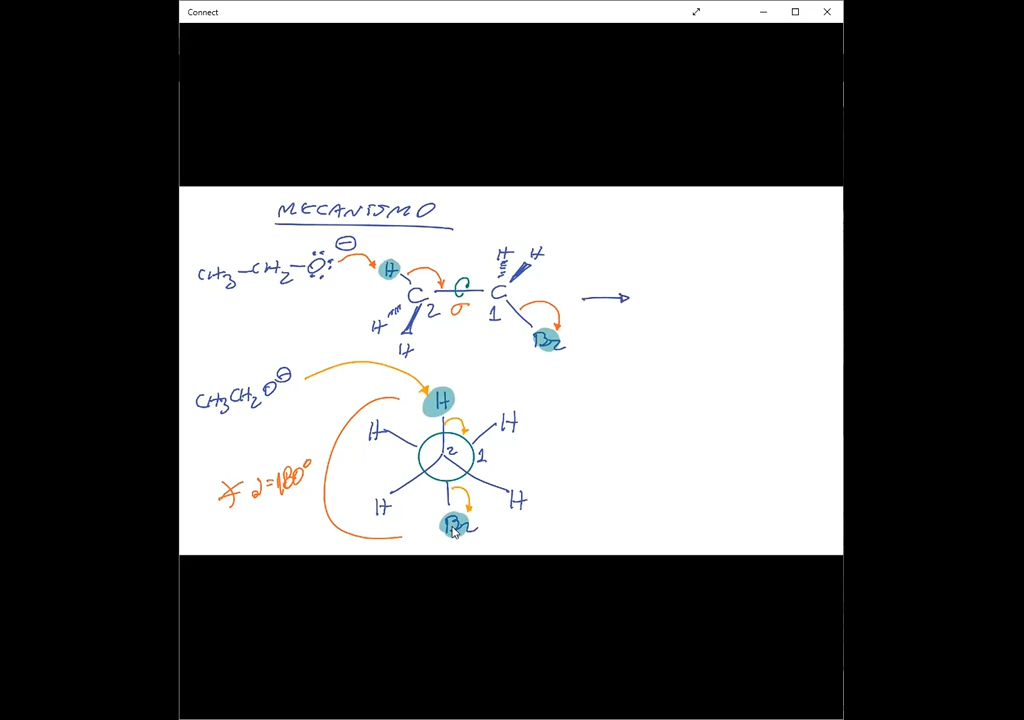 Connect
MECANISMO
CH3-CH2-O ⊖ H H H
C 2 σ C 1
H H Br
CH3CH2O⊖
H
H H
2 1
∡ α=180°
H H
Br